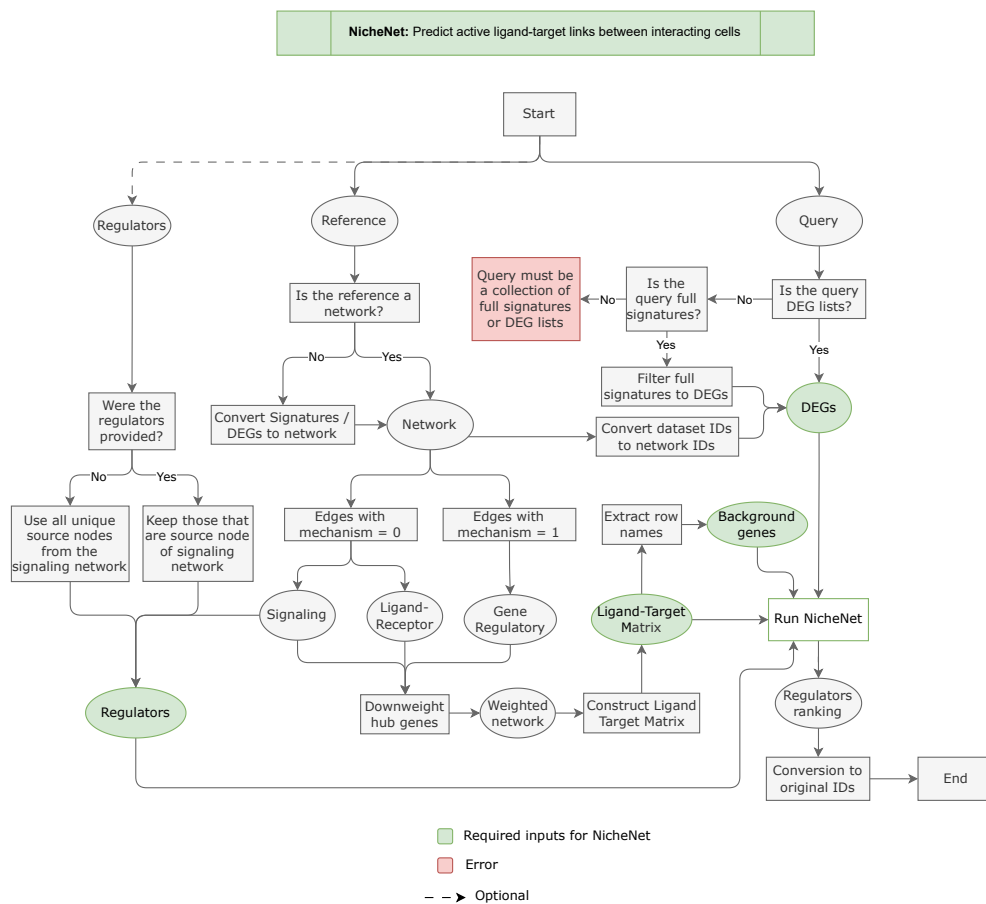 NicheNet: Predict active ligand-target links between interacting cells
Start
Regulators
Reference
Query
Query must be
a collection of
full signatures
or DEG lists
No
Is the
query full
signatures?
No
Is the query
DEG lists?
Is the reference a
network?
Yes
Yes
No
Yes
Filter full
signatures to DEGs
DEGs
Were the
regulators
provided?
Convert Signatures /
DEGs to network
Network
Convert dataset IDs
to network IDs
No
Yes
Use all unique
source nodes
from the
signaling network
Keep those that
are source node
of signaling
network
Edges with
mechanism = 0
Edges with
mechanism = 1
Extract row
names
Background
genes
Signaling
Ligand-
Receptor
Gene
Regulatory
Ligand-Target
Matrix
Run NicheNet
Regulators
Downweight
hub genes
Weighted
network
Construct Ligand
Target Matrix
Regulators
ranking
Conversion to
original IDs
End
Required inputs for NicheNet
Error
Optional